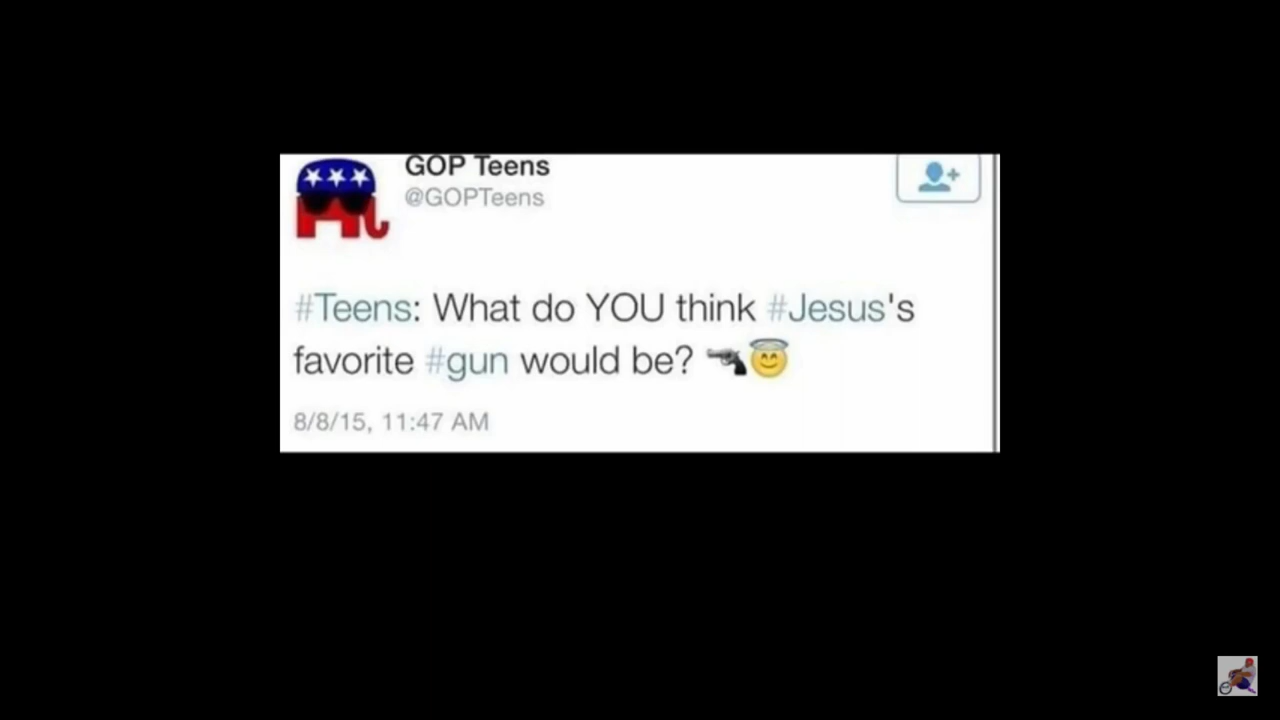 GOP Teens
@GOPTeens
#Teens: What do YOU think #Jesus's
favorite #gun would be? 🔫😇
8/8/15, 11:47 AM